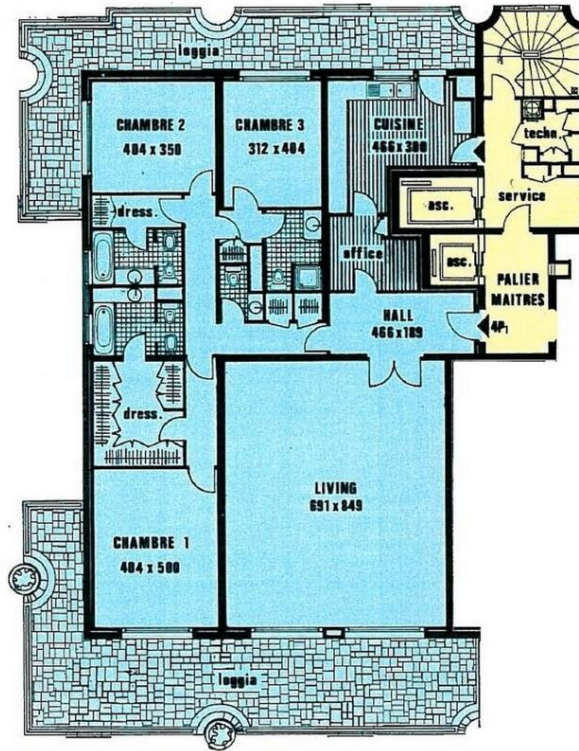 loggia
CHAMBRE 2
404 x 350
CHAMBRE 3
312 x 404
CUISINE
466 x 300
techn.
dress.
asc.
service
office
asc.
PALIER
MAITRES
HALL
466 x 189
4P1
dress.
LIVING
691 x 849
CHAMBRE 1
404 x 500
loggia